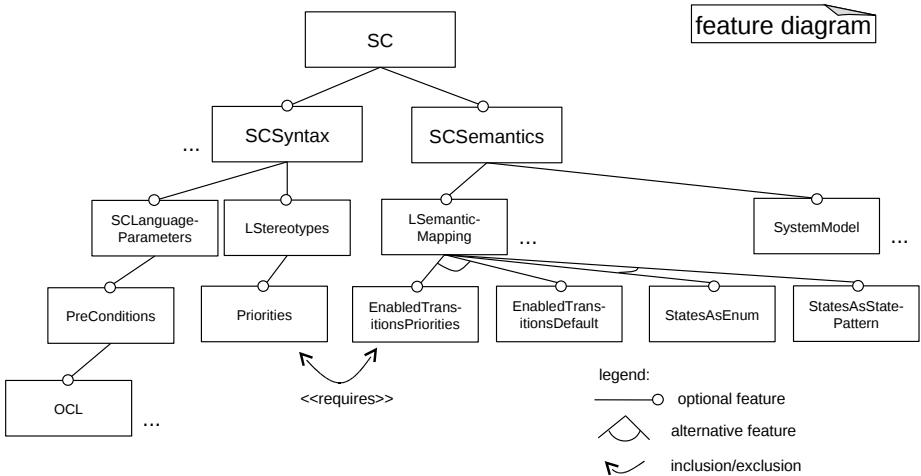 feature diagram
SC
SCSyntax
SCSemantics
...
SCLanguage-
Parameters
LStereotypes
LSemantic-
Mapping
...
SystemModel
...
PreConditions
Priorities
EnabledTrans-
itionsPriorities
EnabledTrans-
itionsDefault
StatesAsEnum
StatesAsState-
Pattern
OCL
...
<<requires>>
legend:
optional feature
alternative feature
inclusion/exclusion